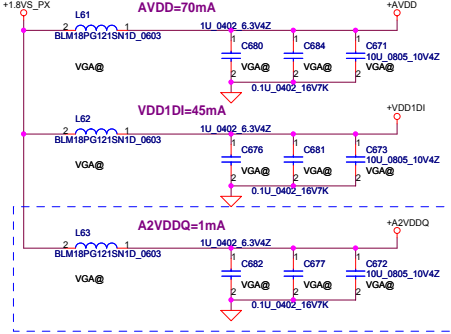 +1.8VS_PX
L61
AVDD=70mA
+AVDD
2
1
1U_0402_6.3V4Z
BLM18PG121SN1D_0603
VGA@
1
C680
VGA@
2
1
C684
VGA@
2
1
C671
10U_0805_10V4Z
VGA@
2
0.1U_0402_16V7K
L62
VDD1DI=45mA
+VDD1DI
2
1
1U_0402_6.3V4Z
BLM18PG121SN1D_0603
VGA@
1
C676
VGA@
2
1
C681
VGA@
2
1
C673
10U_0805_10V4Z
VGA@
2
0.1U_0402_16V7K
L63
A2VDDQ=1mA
+A2VDDQ
2
1
1U_0402_6.3V4Z
BLM18PG121SN1D_0603
VGA@
1
C682
VGA@
2
1
C677
VGA@
2
1
C672
10U_0805_10V4Z
VGA@
2
0.1U_0402_16V7K